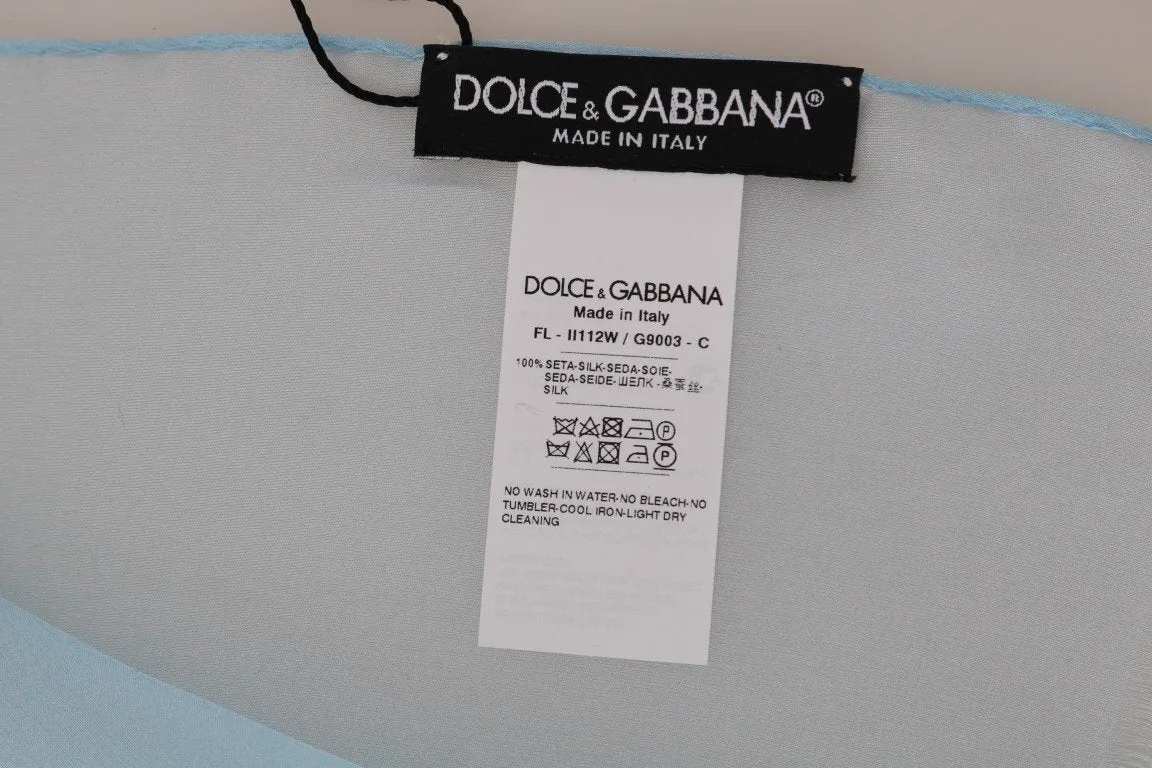 DOLCE & GABBANA®
MADE IN ITALY
DOLCE & GABBANA
Made in Italy
FL - II112W / G9003 - C
100% SETA-SILK-SEDA-SOIE-
SEDA-SEIDE-ШЕЛК -桑蚕丝-
SILK
P
P
NO WASH IN WATER-NO BLEACH-NO
TUMBLER-COOL IRON-LIGHT DRY
CLEANING